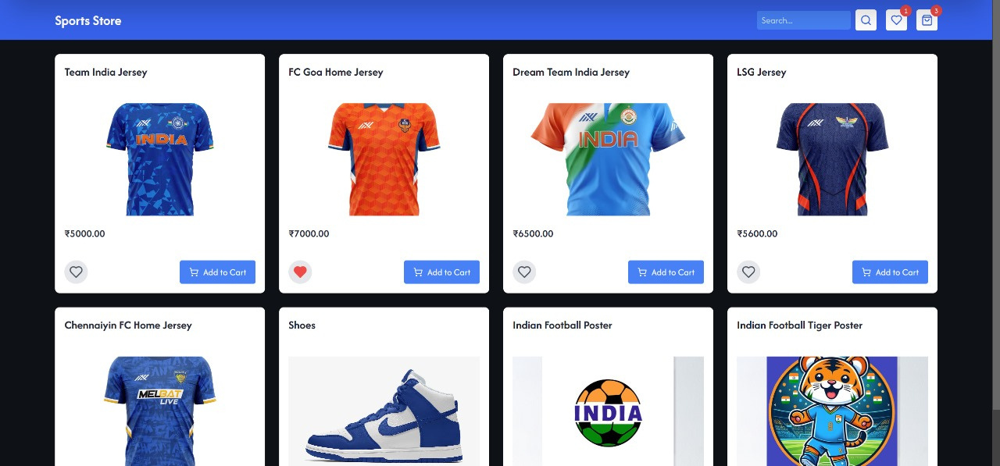 Sports Store
Search...
1
3
Team India Jersey
FC Goa Home Jersey
Dream Team India Jersey
LSG Jersey
INDIA
INDIA
₹5000.00
₹7000.00
₹6500.00
₹5600.00
Add to Cart
Add to Cart
Add to Cart
Add to Cart
Chennaiyin FC Home Jersey
Shoes
Indian Football Poster
Indian Football Tiger Poster
MELBAT
LIVE
INDIA